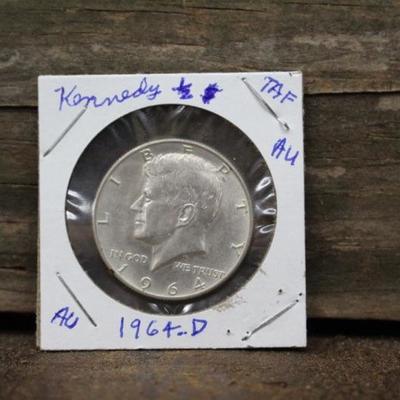 Kennedy ½ $
TAF
AU
LIBERTY
IN GOD WE TRUST
1964
AU
1964-D